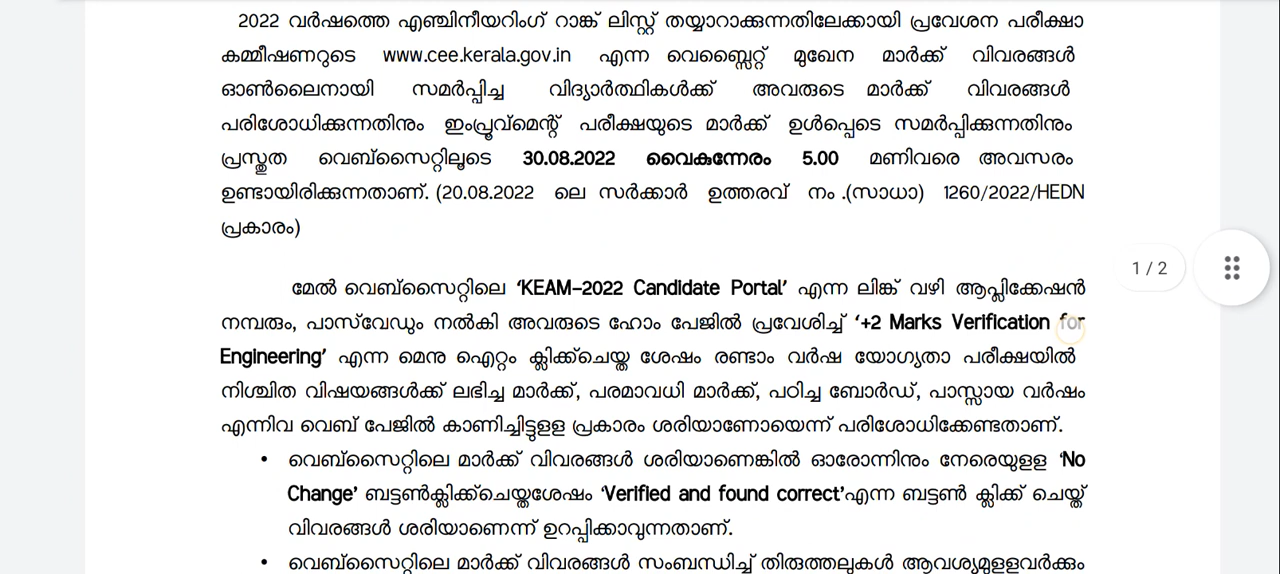 2022 വർഷത്തെ എഞ്ചിനീയറിംഗ് റാങ്ക് ലിസ്റ്റ് തയ്യാറാക്കുന്നതിലേക്കായി പ്രവേശന പരീക്ഷാ
കമ്മീഷണറുടെ www.cee.kerala.gov.in എന്ന വെബ്സൈറ്റ് മുഖേന മാർക്ക് വിവരങ്ങൾ
ഓൺലൈനായി സമർപ്പിച്ച വിദ്യാർത്ഥികൾക്ക് അവരുടെ മാർക്ക് വിവരങ്ങൾ
പരിശോധിക്കുന്നതിനും ഇംപ്രൂവ്മെന്റ് പരീക്ഷയുടെ മാർക്ക് ഉൾപ്പെടെ സമർപ്പിക്കുന്നതിനും
പ്രസ്തുത വെബ്സൈറ്റിലൂടെ 30.08.2022 വൈകുന്നേരം 5.00 മണിവരെ അവസരം
ഉണ്ടായിരിക്കുന്നതാണ്. (20.08.2022 ലെ സർക്കാർ ഉത്തരവ് നം .(സാധാ) 1260/2022/HEDN
പ്രകാരം)
മേൽ വെബ്സൈറ്റിലെ ‘KEAM-2022 Candidate Portal’ എന്ന ലിങ്ക് വഴി ആപ്ലിക്കേഷൻ
നമ്പരും, പാസ്‌വേഡും നൽകി അവരുടെ ഹോം പേജിൽ പ്രവേശിച്ച് ‘+2 Marks Verification for
Engineering’ എന്ന മെനു ഐറ്റം ക്ലിക്ക്ചെയ്ത ശേഷം രണ്ടാം വർഷ യോഗ്യതാ പരീക്ഷയിൽ
നിശ്ചിത വിഷയങ്ങൾക്ക് ലഭിച്ച മാർക്ക്, പരമാവധി മാർക്ക്, പഠിച്ച ബോർഡ്, പാസ്സായ വർഷം
എന്നിവ വെബ് പേജിൽ കാണിച്ചിട്ടുളള പ്രകാരം ശരിയാണോയെന്ന് പരിശോധിക്കേണ്ടതാണ്.
• വെബ്സൈറ്റിലെ മാർക്ക് വിവരങ്ങൾ ശരിയാണെങ്കിൽ ഓരോന്നിനും നേരെയുളള ‘No
Change’ ബട്ടൺക്ലിക്ക്ചെയ്തശേഷം ‘Verified and found correct’എന്ന ബട്ടൺ ക്ലിക്ക് ചെയ്ത്
വിവരങ്ങൾ ശരിയാണെന്ന് ഉറപ്പിക്കാവുന്നതാണ്.
• വെബ്സൈറ്റിലെ മാർക്ക് വിവരങ്ങൾ സംബന്ധിച്ച് തിരുത്തലുകൾ ആവശ്യമുളളവർക്കും
1 / 2